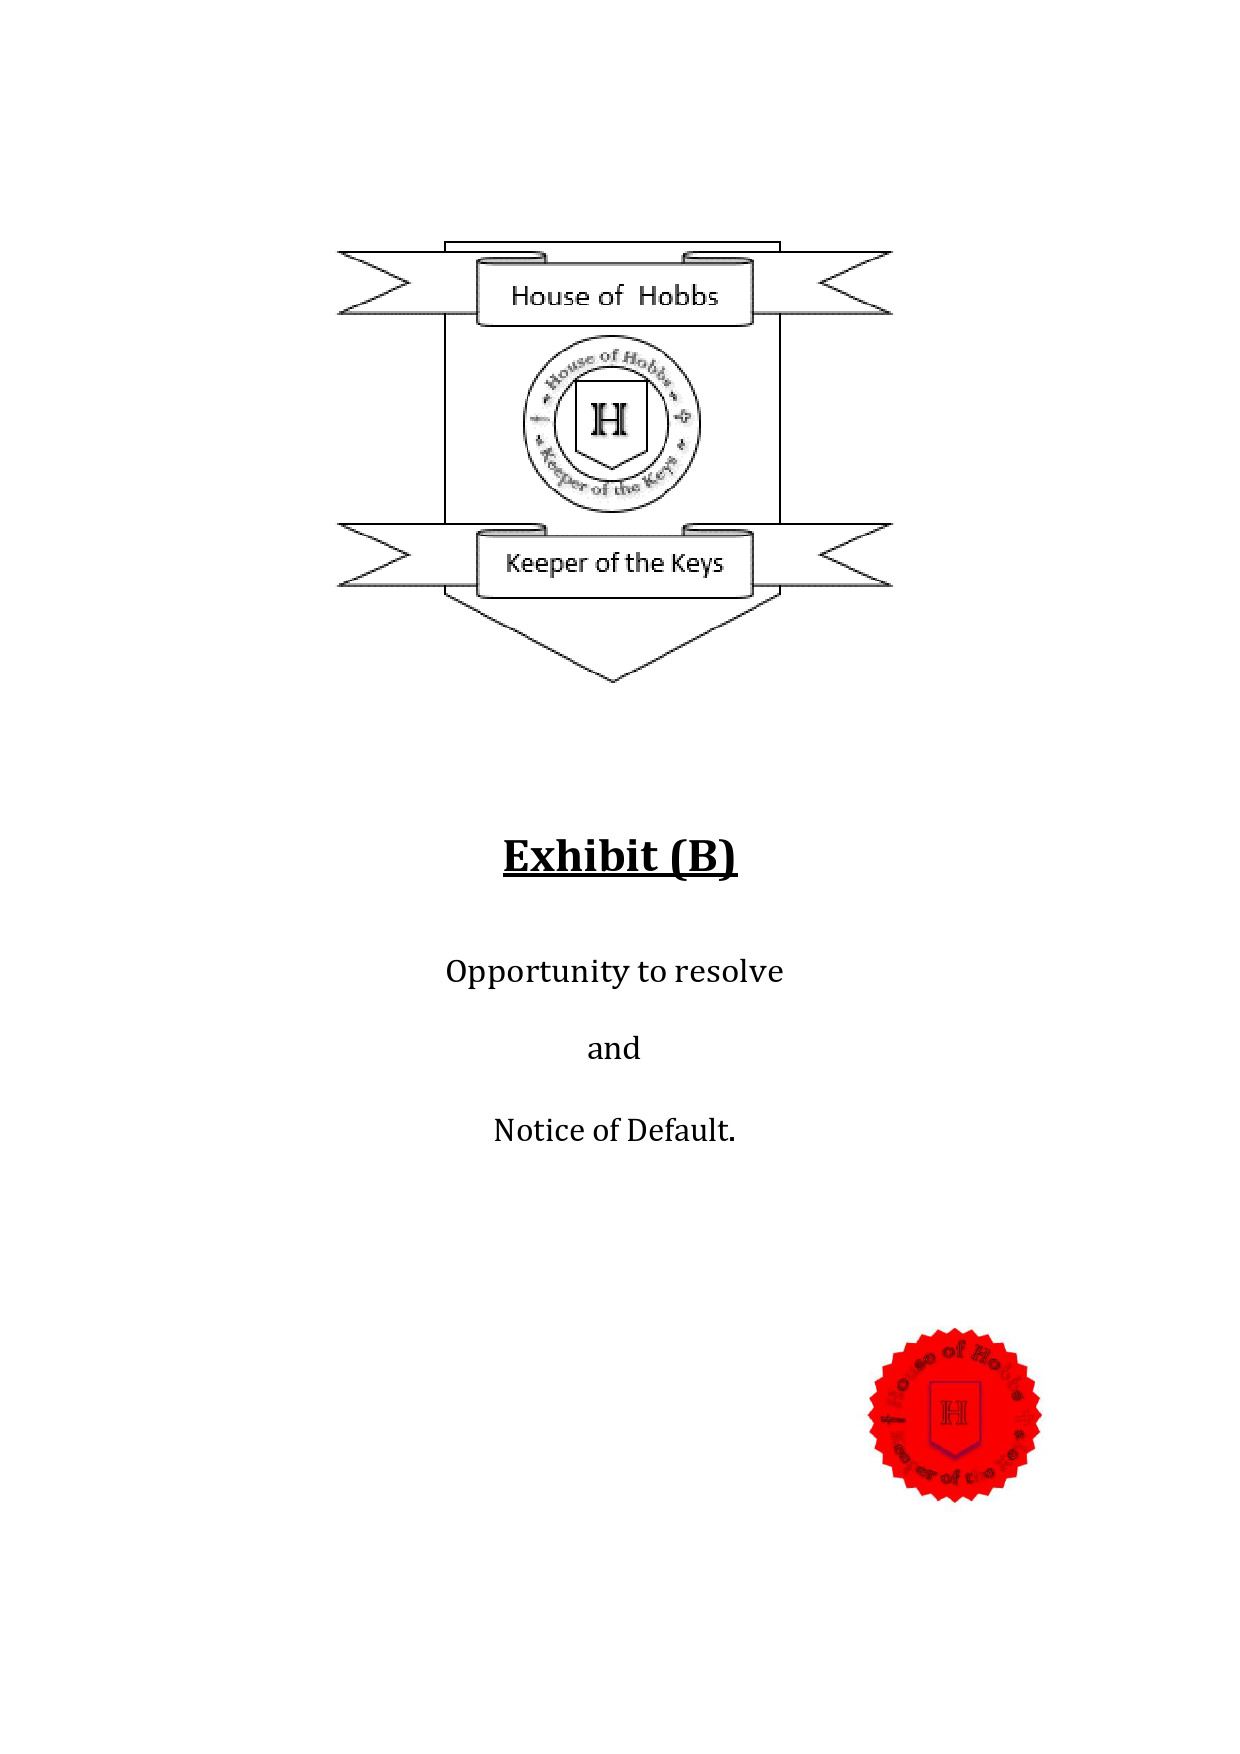 House of Hobbs
House of Hobbs
H
Keeper of the Keys
Keeper of the Keys
Exhibit (B)
Opportunity to resolve
and
Notice of Default.
House of Hobbs
H
Keeper of the Keys